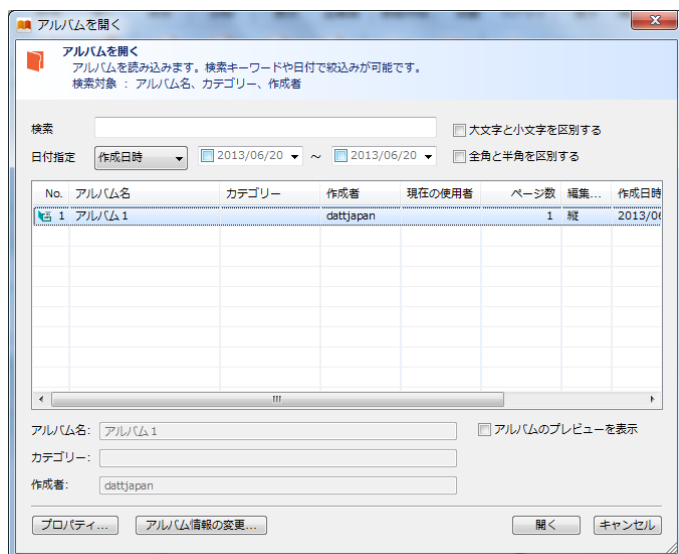 アルバムを開く
アルバムを開く
アルバムを読み込みます。検索キーワードや日付で絞込みが可能です。
検索対象 : アルバム名、カテゴリー、作成者
検索
大文字と小文字を区別する
日付指定 作成日時 2013/06/20 ~ 2013/06/20 全角と半角を区別する
No. アルバム名 カテゴリー 作成者 現在の使用者 ページ数 編集... 作成日時
1 アルバム1 dattjapan 1 縦 2013/06
アルバム名: アルバム1 アルバムのプレビューを表示
カテゴリー:
作成者: dattjapan
プロパティ... アルバム情報の変更... 開く キャンセル